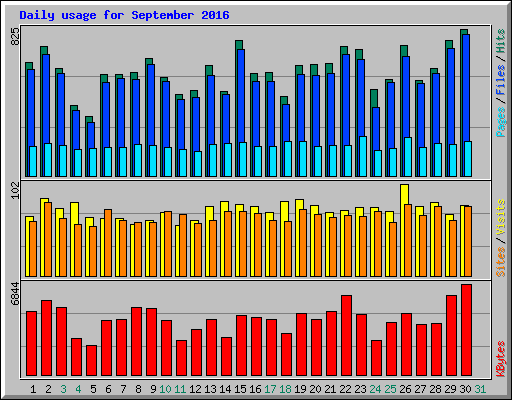 Daily usage for September 2016
825
Pages / Files / Hits
102
Sites / Visits
6844
KBytes
1 2 3 4 5 6 7 8 9 10 11 12 13 14 15 16 17 18 19 20 21 22 23 24 25 26 27 28 29 30 31